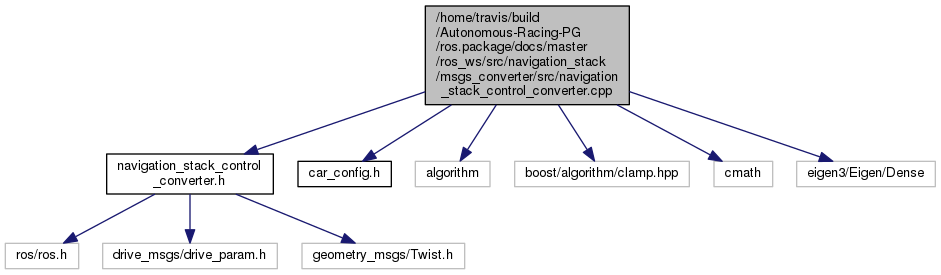 /home/travis/build
/Autonomous-Racing-PG
/ros.package/docs/master
/ros_ws/src/navigation_stack
/msgs_converter/src/navigation
_stack_control_converter.cpp
navigation_stack_control
_converter.h
car_config.h
algorithm
boost/algorithm/clamp.hpp
cmath
eigen3/Eigen/Dense
ros/ros.h
drive_msgs/drive_param.h
geometry_msgs/Twist.h